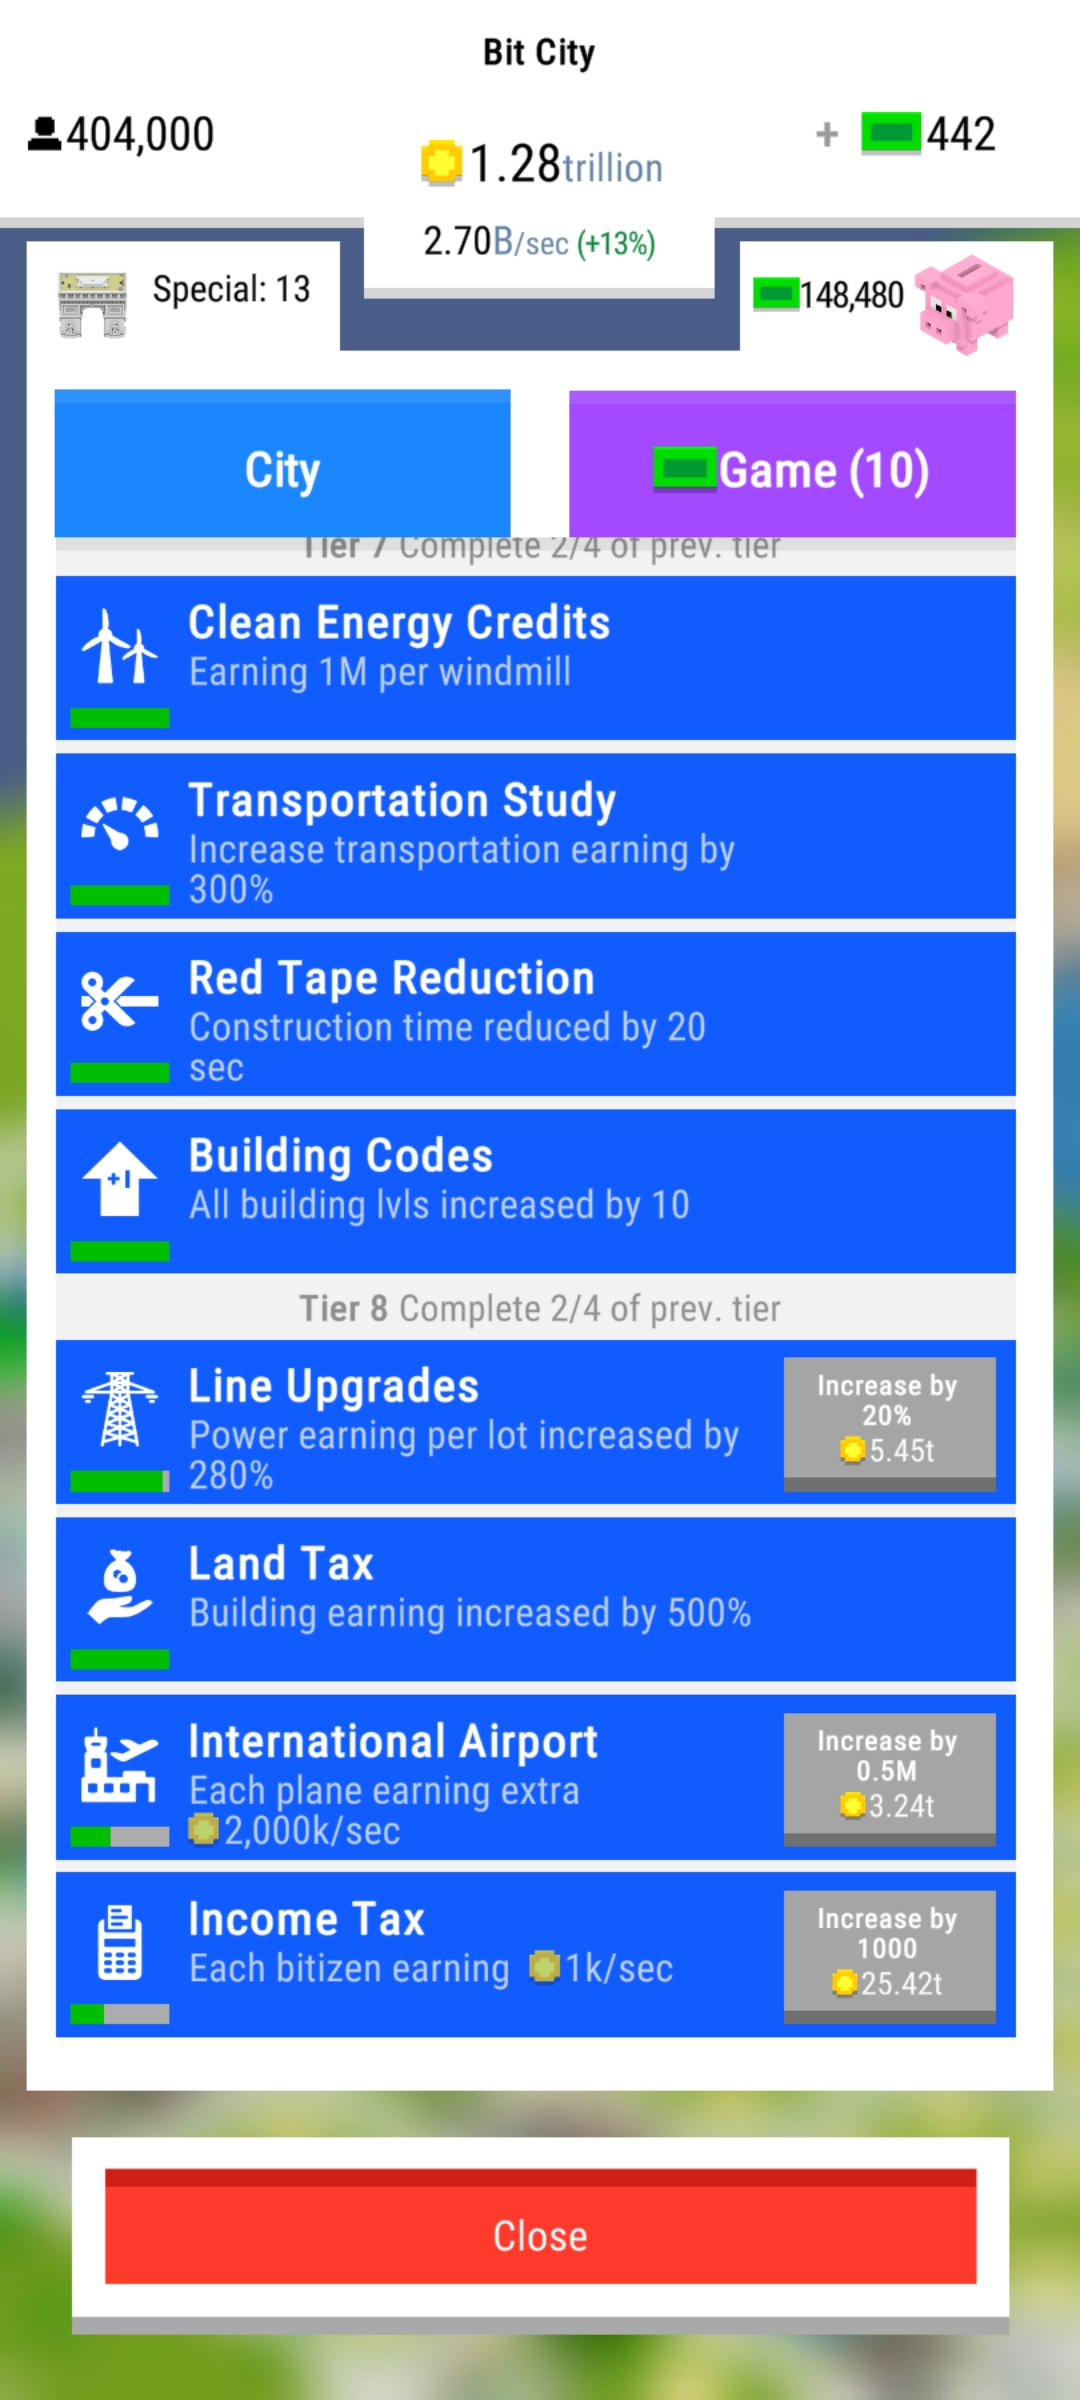 Bit City
404,000
1.28trillion
+ 442
2.70B/sec (+13%)
Special: 13
148,480
City
Game (10)
Tier 7 Complete 2/4 of prev. tier
Clean Energy Credits
Earning 1M per windmill
Transportation Study
Increase transportation earning by
300%
Red Tape Reduction
Construction time reduced by 20
sec
+1
Building Codes
All building lvls increased by 10
Tier 8 Complete 2/4 of prev. tier
Line Upgrades
Power earning per lot increased by
280%
Increase by
20%
5.45t
Land Tax
Building earning increased by 500%
International Airport
Each plane earning extra
2,000k/sec
Increase by
0.5M
3.24t
Income Tax
Each bitizen earning 1k/sec
Increase by
1000
25.42t
Close